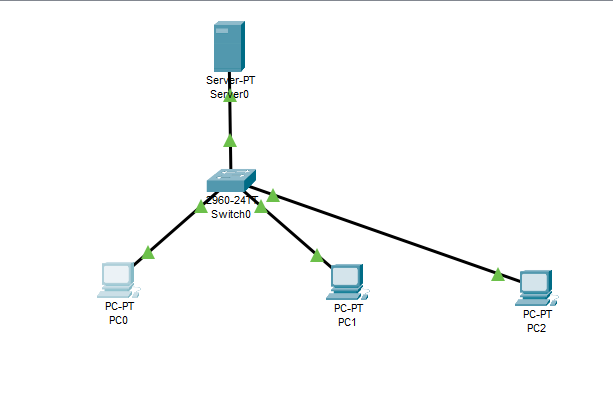 Server-PT
Server0
2960-24TT
Switch0
PC-PT
PC0
PC-PT
PC1
PC-PT
PC2